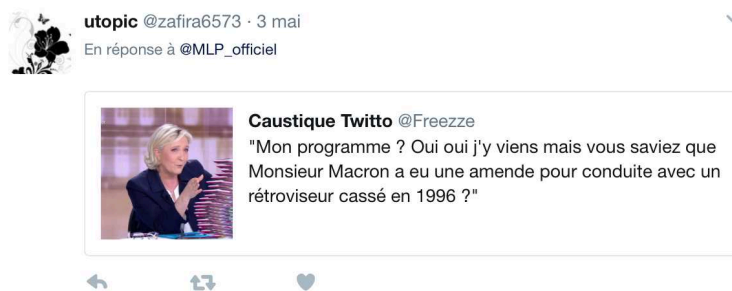 utopic @zafira6573 · 3 mai
En réponse à @MLP_officiel
Caustique Twitto @Freezze
"Mon programme ? Oui oui j'y viens mais vous saviez que
Monsieur Macron a eu une amende pour conduite avec un
rétroviseur cassé en 1996 ?"